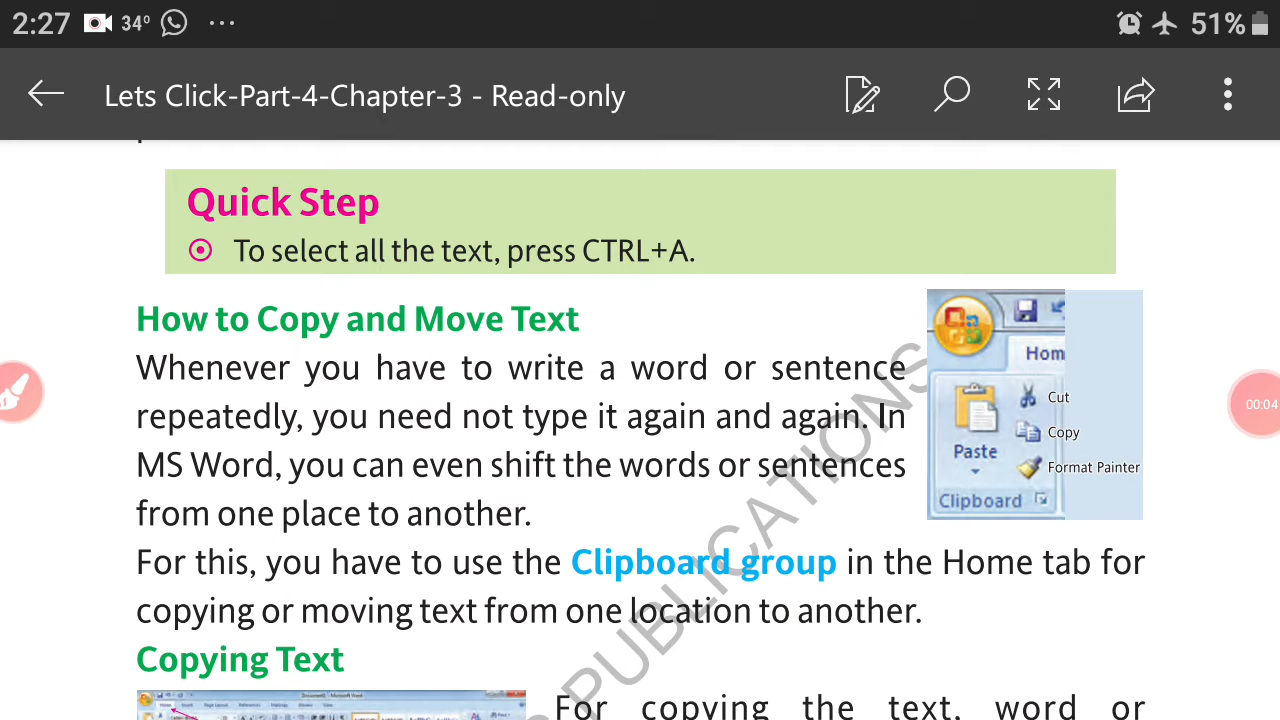 2:27 34° ... 51%
Lets Click-Part-4-Chapter-3 - Read-only
Quick Step
To select all the text, press CTRL+A.
How to Copy and Move Text
Whenever you have to write a word or sentence
repeatedly, you need not type it again and again. In
MS Word, you can even shift the words or sentences
from one place to another.
Hom
Cut
Copy
Paste
Format Painter
Clipboard
00:04
For this, you have to use the Clipboard group in the Home tab for
copying or moving text from one location to another.
PUBLICATIONS
Copying Text
For copying the text, word or